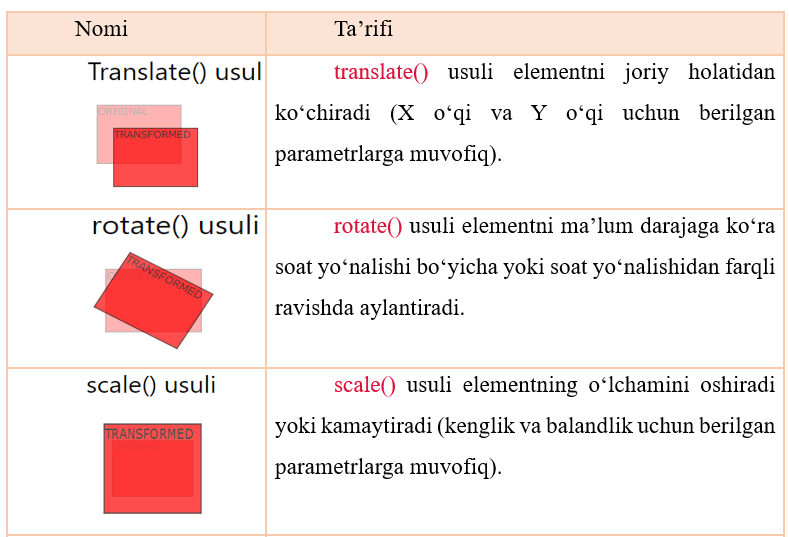 Nomi
Ta’rifi
Translate() usul
ORIGINAL
TRANSFORMED
translate() usuli elementni joriy holatidan
ko‘chiradi (X o‘qi va Y o‘qi uchun berilgan
parametrlarga muvofiq).
rotate() usuli
TRANSFORMED
rotate() usuli elementni ma’lum darajaga ko‘ra
soat yo‘nalishi bo‘yicha yoki soat yo‘nalishidan farqli
ravishda aylantiradi.
scale() usuli
TRANSFORMED
scale() usuli elementning o‘lchamini oshiradi
yoki kamaytiradi (kenglik va balandlik uchun berilgan
parametrlarga muvofiq).